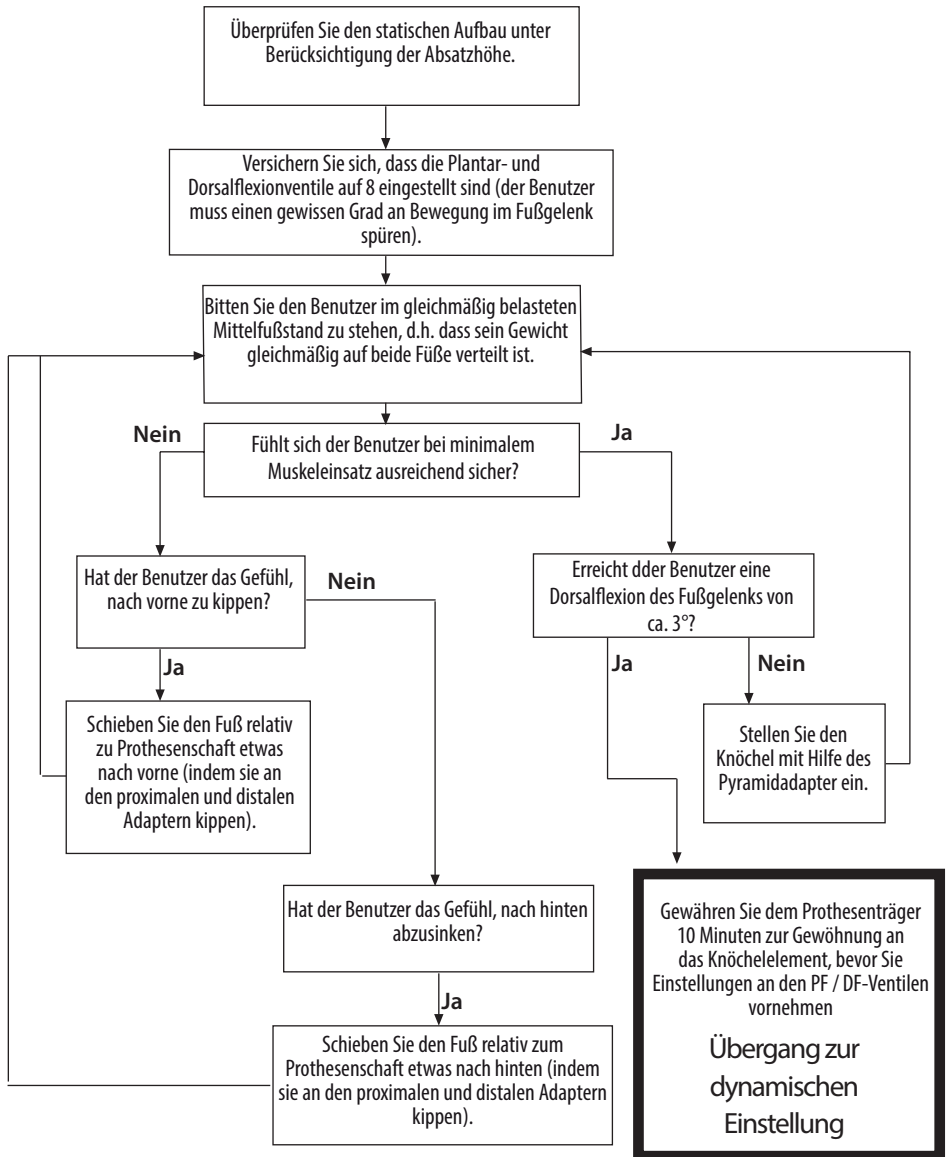 Überprüfen Sie den statischen Aufbau unter
Berücksichtigung der Absatzhöhe.
Versichern Sie sich, dass die Plantar- und
Dorsalflexionventile auf 8 eingestellt sind (der Benutzer
muss einen gewissen Grad an Bewegung im Fußgelenk
spüren).
Bitten Sie den Benutzer im gleichmäßig belasteten
Mittelfußstand zu stehen, d.h. dass sein Gewicht
gleichmäßig auf beide Füße verteilt ist.
Nein
Ja
Fühlt sich der Benutzer bei minimalem
Muskeleinsatz ausreichend sicher?
Hat der Benutzer das Gefühl,
nach vorne zu kippen?
Nein
Ja
Erreicht dder Benutzer eine
Dorsalflexion des Fußgelenks von
ca. 3°?
Ja
Nein
Schieben Sie den Fuß relativ
zu Prothesenschaft etwas
nach vorne (indem sie an
den proximalen und distalen
Adaptern kippen).
Stellen Sie den
Knöchel mit Hilfe des
Pyramidadapter ein.
Hat der Benutzer das Gefühl, nach hinten
abzusinken?
Ja
Schieben Sie den Fuß relativ zum
Prothesenschaft etwas nach hinten (indem
sie an den proximalen und distalen Adaptern
kippen).
Gewähren Sie dem Prothesenträger
10 Minuten zur Gewöhnung an
das Knöchelelement, bevor Sie
Einstellungen an den PF / DF-Ventilen
vornehmen
Übergang zur
dynamischen
Einstellung